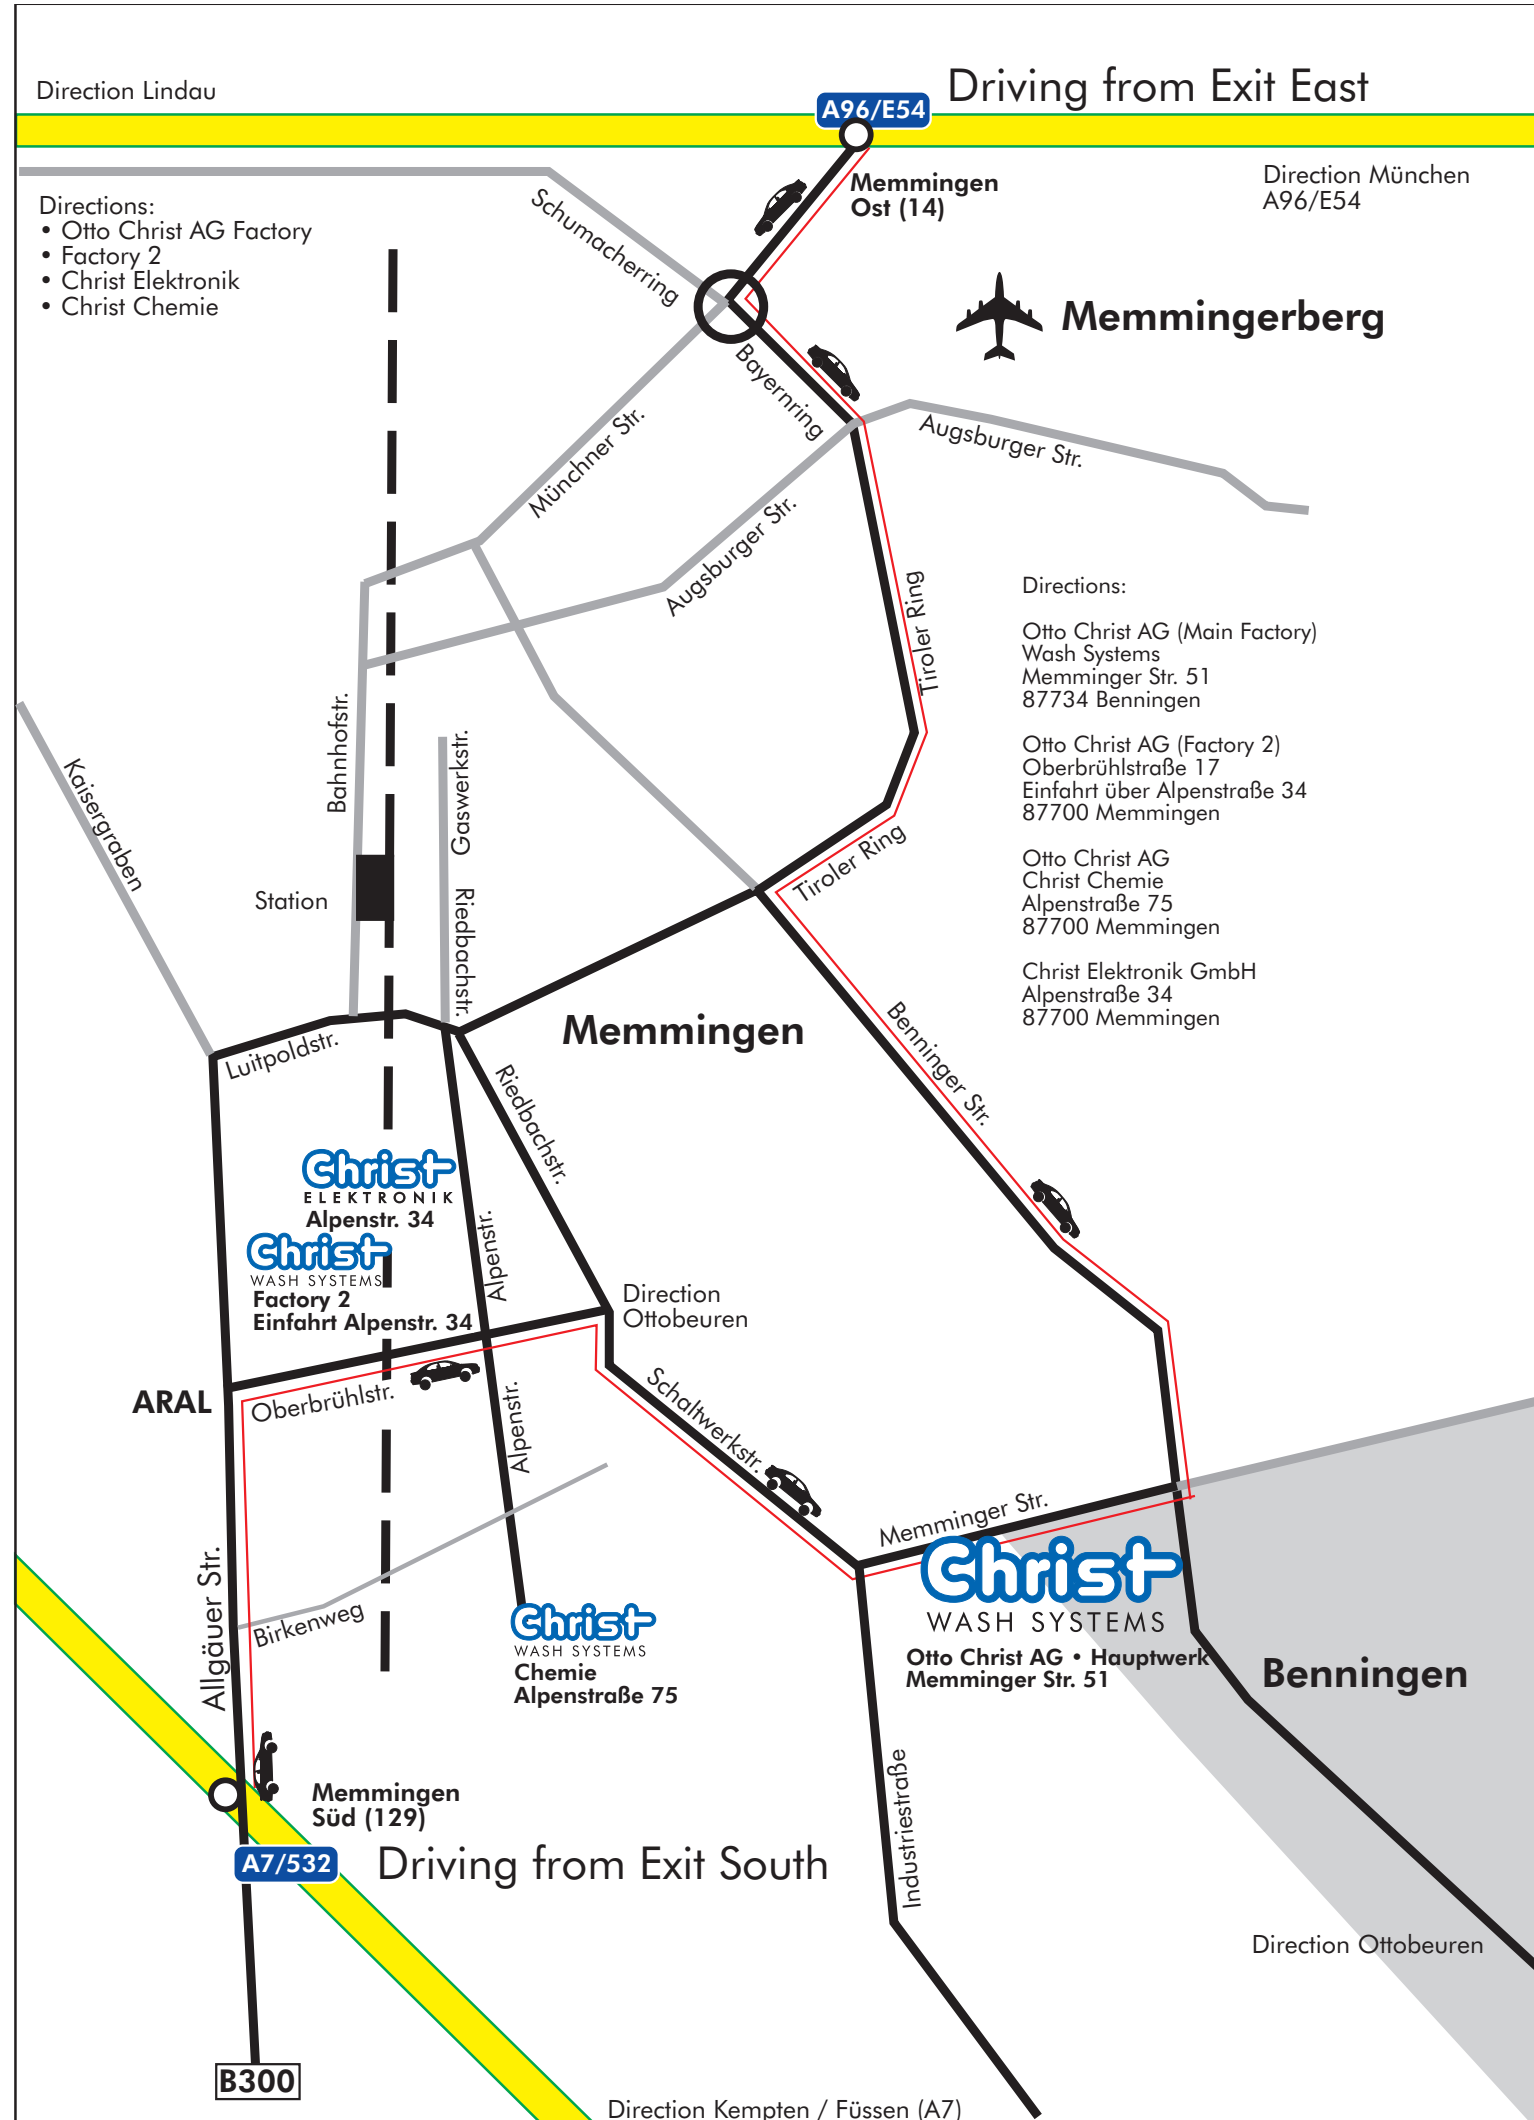 Direction Lindau
Driving from Exit East
A96/E54
Direction München
A96/E54
Memmingen
Ost (14)
Directions:
• Otto Christ AG Factory
• Factory 2
• Christ Elektronik
• Christ Chemie
Schumacherring
Memmingerberg
Bayernring
Augsburger Str.
Münchner Str.
Augsburger Str.
Tiroler Ring
Directions:
Otto Christ AG (Main Factory)
Wash Systems
Memminger Str. 51
87734 Benningen
Otto Christ AG (Factory 2)
Oberbrühlstraße 17
Einfahrt über Alpenstraße 34
87700 Memmingen
Otto Christ AG
Christ Chemie
Alpenstraße 75
87700 Memmingen
Christ Elektronik GmbH
Alpenstraße 34
87700 Memmingen
Kaisergraben
Bahnhofstr.
Gaswerkstr.
Tiroler Ring
Station
Riedbachstr.
Memmingen
Benninger Str.
Luitpoldstr.
Riedbachstr.
Christ
ELEKTRONIK
Alpenstr. 34
Christ
WASH SYSTEMS
Factory 2
Einfahrt Alpenstr. 34
Alpenstr.
Direction
Ottobeuren
ARAL
Oberbrühlstr.
Alpenstr.
Schaltwerkstr.
Memminger Str.
Christ
WASH SYSTEMS
Otto Christ AG • Hauptwerk
Memminger Str. 51
Benningen
Allgäuer Str.
Birkenweg
Christ
WASH SYSTEMS
Chemie
Alpenstraße 75
Memmingen
Süd (129)
A7/532
Driving from Exit South
Industriestraße
Direction Ottobeuren
B300
Direction Kempten / Füssen (A7)